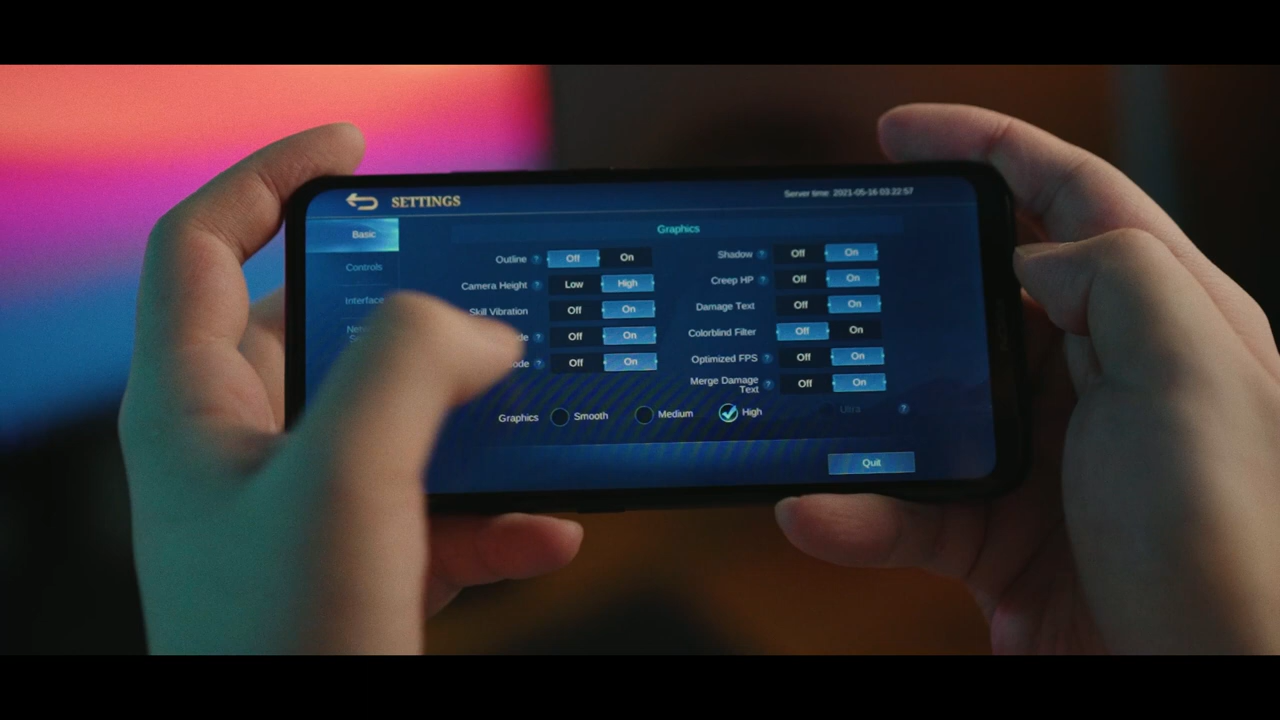 SETTINGS
Server time: 2021-05-16 03:22:57
Basic
Controls
Interface
Graphics
Outline ? Off On
Camera Height ? Low High
Skill Vibration Off On
? Off On
? Off On
Shadow ? Off On
Creep HP ? Off On
Damage Text Off On
Colorblind Filter Off On
Optimized FPS ? Off On
Merge Damage
Text ? Off On
Graphics Smooth Medium High Ultra ?
Quit